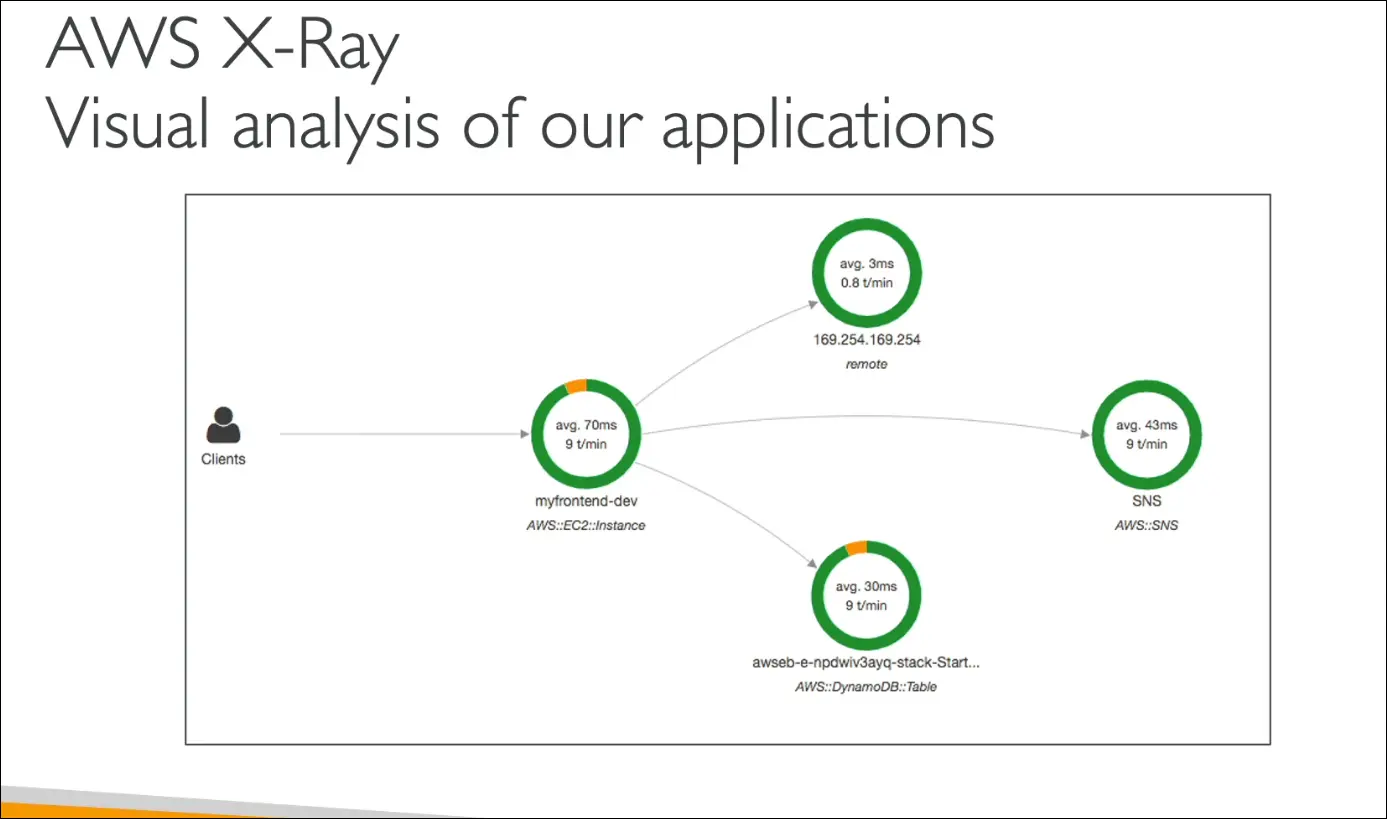 AWS X-Ray
Visual analysis of our applications
avg. 3ms
0.8 t/min
169.254.169.254
remote
Clients
avg. 70ms
9 t/min
myfrontend-dev
AWS::EC2::Instance
avg. 43ms
9 t/min
SNS
AWS::SNS
avg. 30ms
9 t/min
awseb-e-npdwiv3ayq-stack-Start...
AWS::DynamoDB::Table